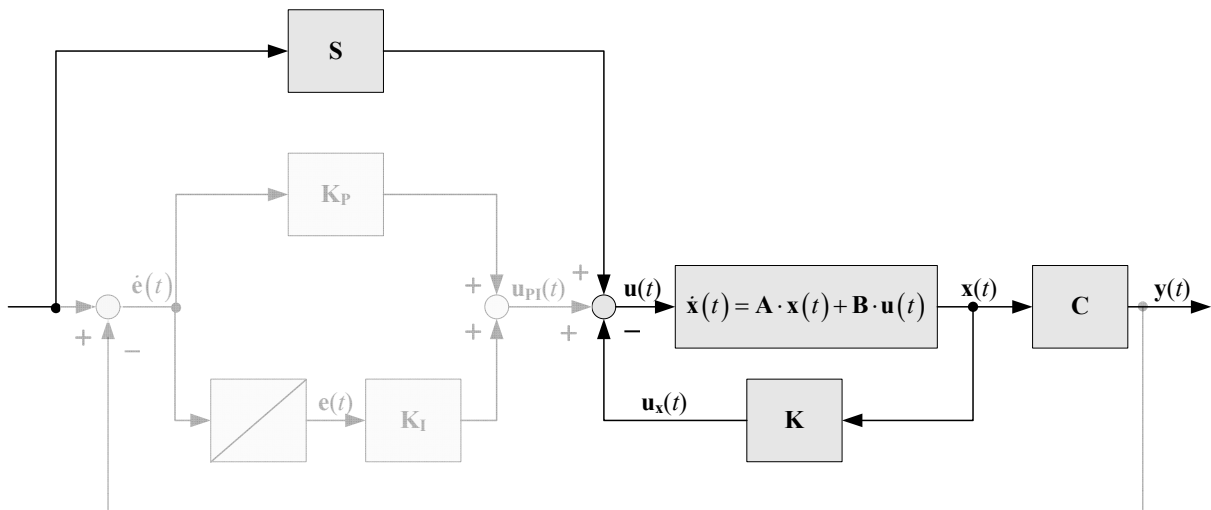 S
K_P
ė(t)
+
−
+
+
u_PI(t)
+
+
−
u(t)
ẋ(t) = A · x(t) + B · u(t)
x(t)
C
y(t)
e(t)
K_I
u_x(t)
K